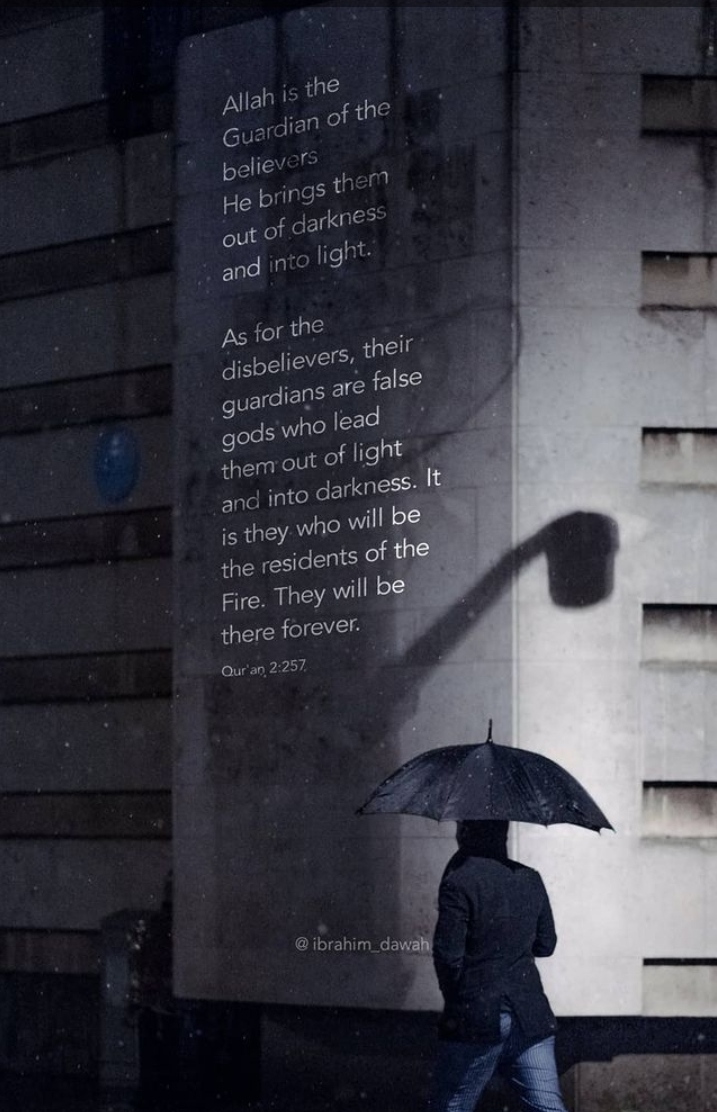 Allah is the
Guardian of the
believers
He brings them
out of darkness
and into light.
As for the
disbelievers, their
guardians are false
gods who lead
them out of light
and into darkness. It
is they who will be
the residents of the
Fire. They will be
there forever.
Qur'an 2:257
@ibrahim_dawah